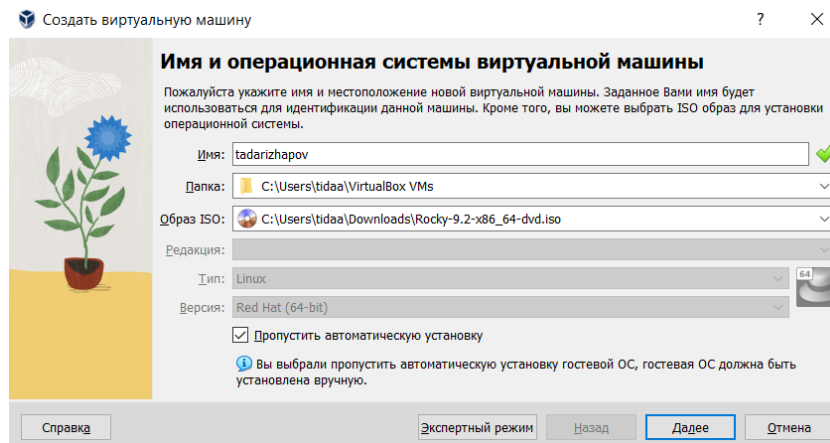 Создать виртуальную машину
?
Имя и операционная системы виртуальной машины
Пожалуйста укажите имя и местоположение новой виртуальной машины. Заданное Вами имя будет
использоваться для идентификации данной машины. Кроме того, вы можете выбрать ISO образ для установки
операционной системы.
Имя: tadarizhapov
Папка: C:\Users\tidaa\VirtualBox VMs
Образ ISO: C:\Users\tidaa\Downloads\Rocky-9.2-x86_64-dvd.iso
Редакция:
Тип: Linux
64
Версия: Red Hat (64-bit)
Пропустить автоматическую установку
Вы выбрали пропустить автоматическую установку гостевой ОС, гостевая ОС должна быть
установлена вручную.
Справка Экспертный режим Назад Далее Отмена